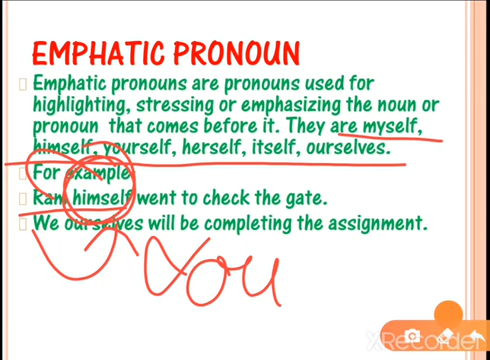 EMPHATIC PRONOUN
Emphatic pronouns are pronouns used for
highlighting, stressing or emphasizing the noun or
pronoun that comes before it. They are myself,
himself, yourself, herself, itself, ourselves.
For example
Ram himself went to check the gate.
We ourselves will be completing the assignment.
You
XRecorder